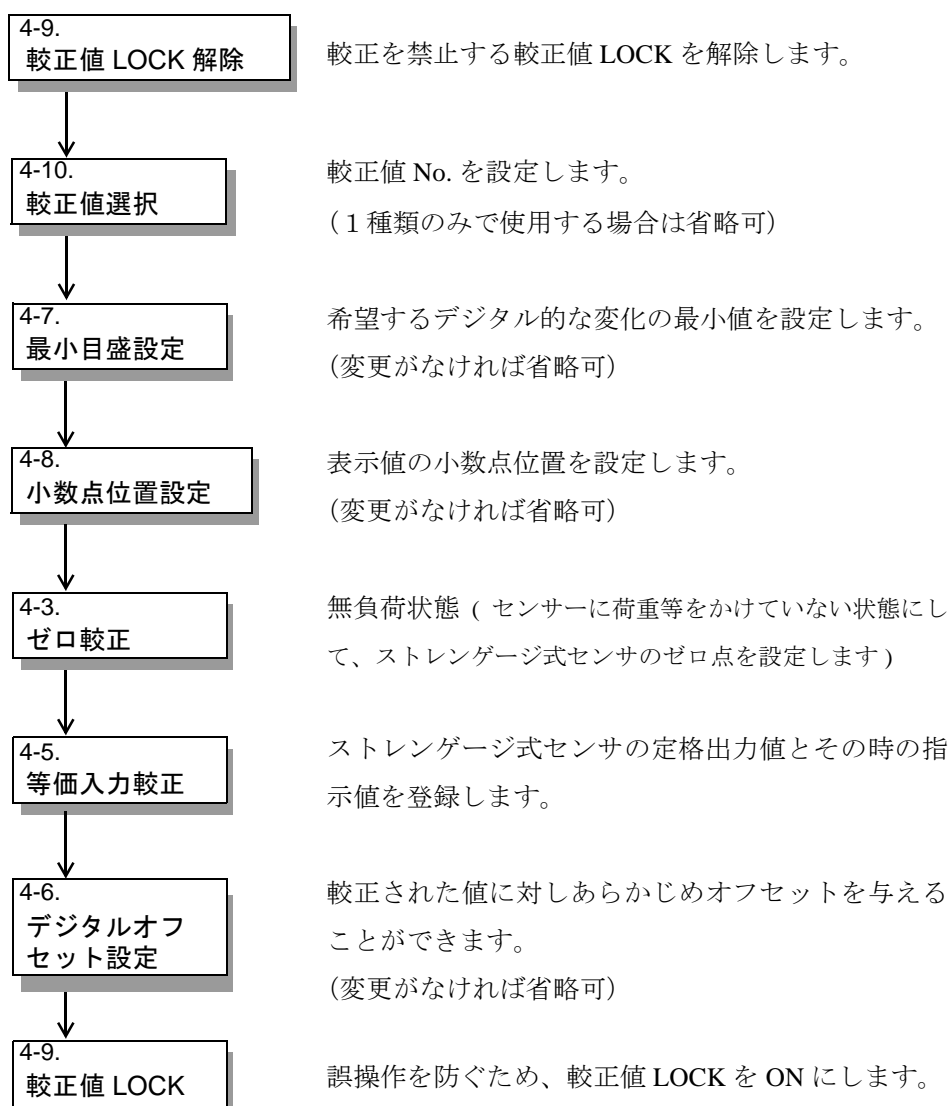 4-9.
較正値 LOCK 解除
較正を禁止する較正値 LOCK を解除します。
4-10.
較正値選択
較正値 No. を設定します。
（１種類のみで使用する場合は省略可）
4-7.
最小目盛設定
希望するデジタル的な変化の最小値を設定します。
（変更がなければ省略可）
4-8.
小数点位置設定
表示値の小数点位置を設定します。
（変更がなければ省略可）
4-3.
ゼロ較正
無負荷状態 ( センサーに荷重等をかけていない状態にし
て、ストレンゲージ式センサのゼロ点を設定します )
4-5.
等価入力較正
ストレンゲージ式センサの定格出力値とその時の指
示値を登録します。
4-6.
デジタルオフ
セット設定
較正された値に対しあらかじめオフセットを与える
ことができます。
（変更がなければ省略可）
4-9.
較正値 LOCK
誤操作を防ぐため、較正値 LOCK を ON にします。